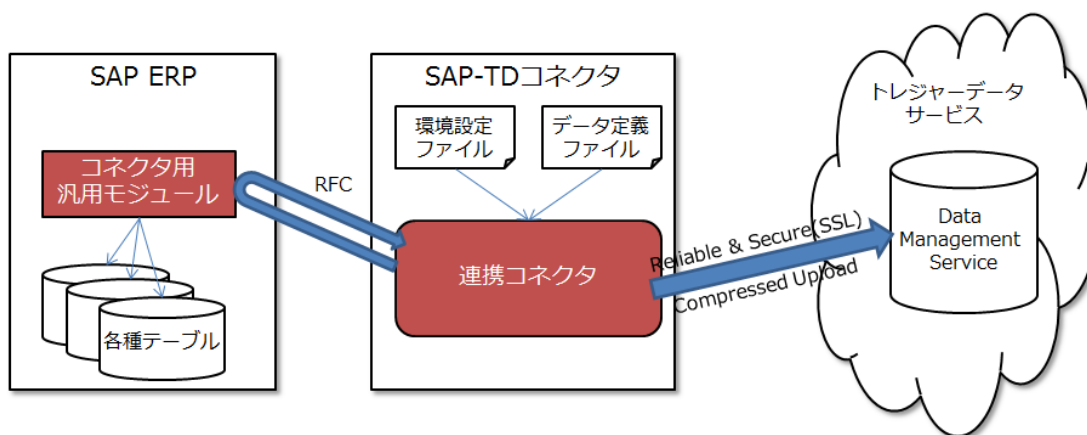 SAP ERP
コネクタ用
汎用モジュール
各種テーブル
RFC
SAP-TDコネクタ
環境設定
ファイル
データ定義
ファイル
連携コネクタ
Reliable & Secure(SSL)
Compressed Upload
トレジャーデータ
サービス
Data
Management
Service